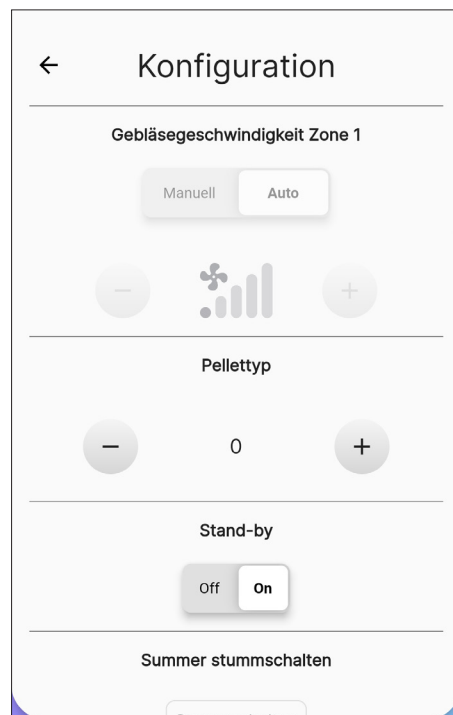 Konfiguration
Gebläsegeschwindigkeit Zone 1
Manuell Auto
Pellettyp
0
Stand-by
Off On
Summer stummschalten